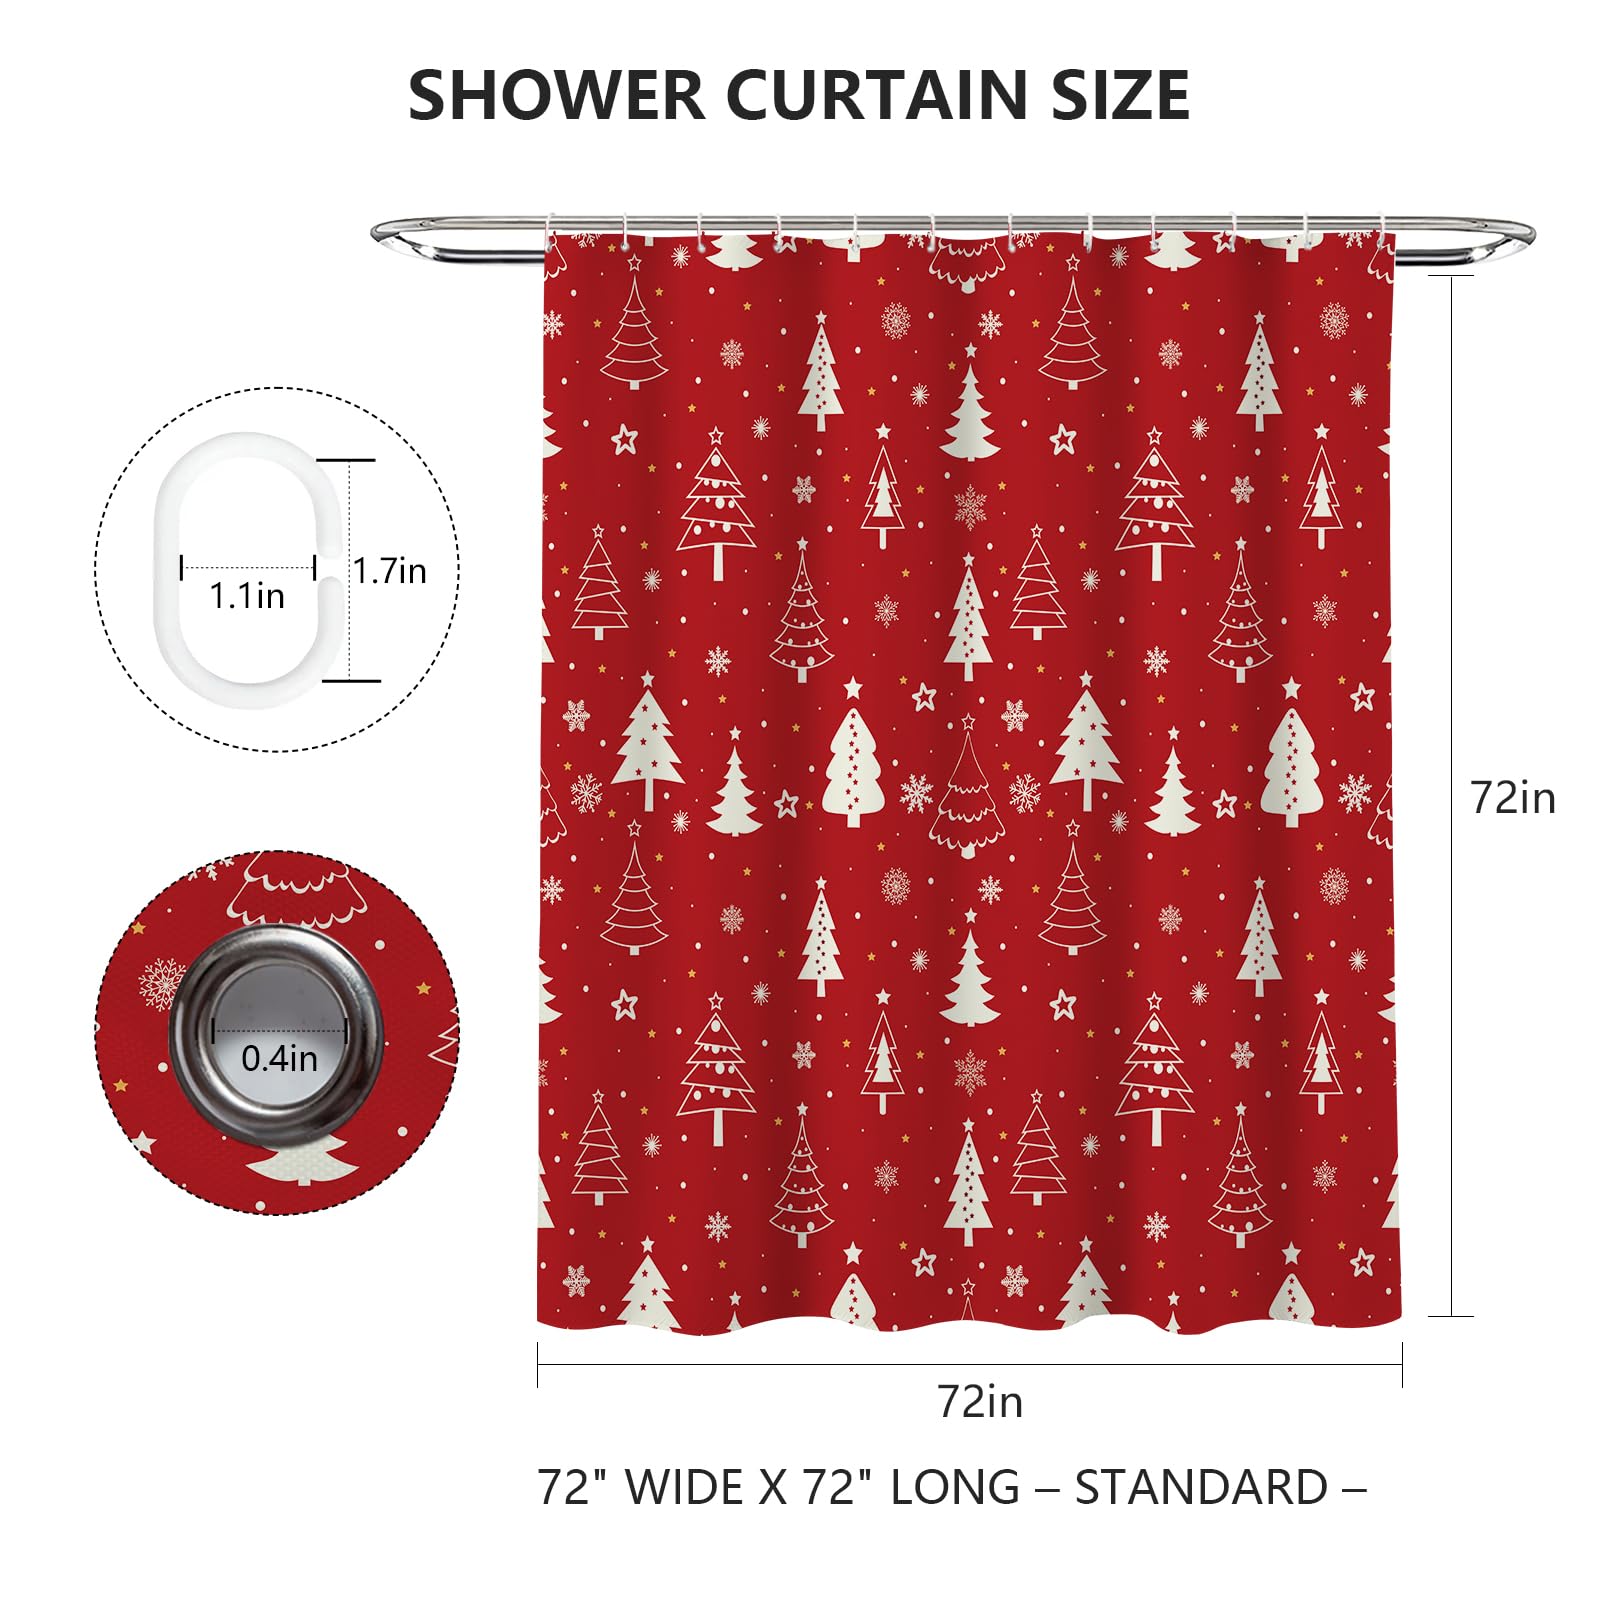 SHOWER CURTAIN SIZE
1.1in
1.7in
0.4in
72in
72in
72" WIDE X 72" LONG – STANDARD –